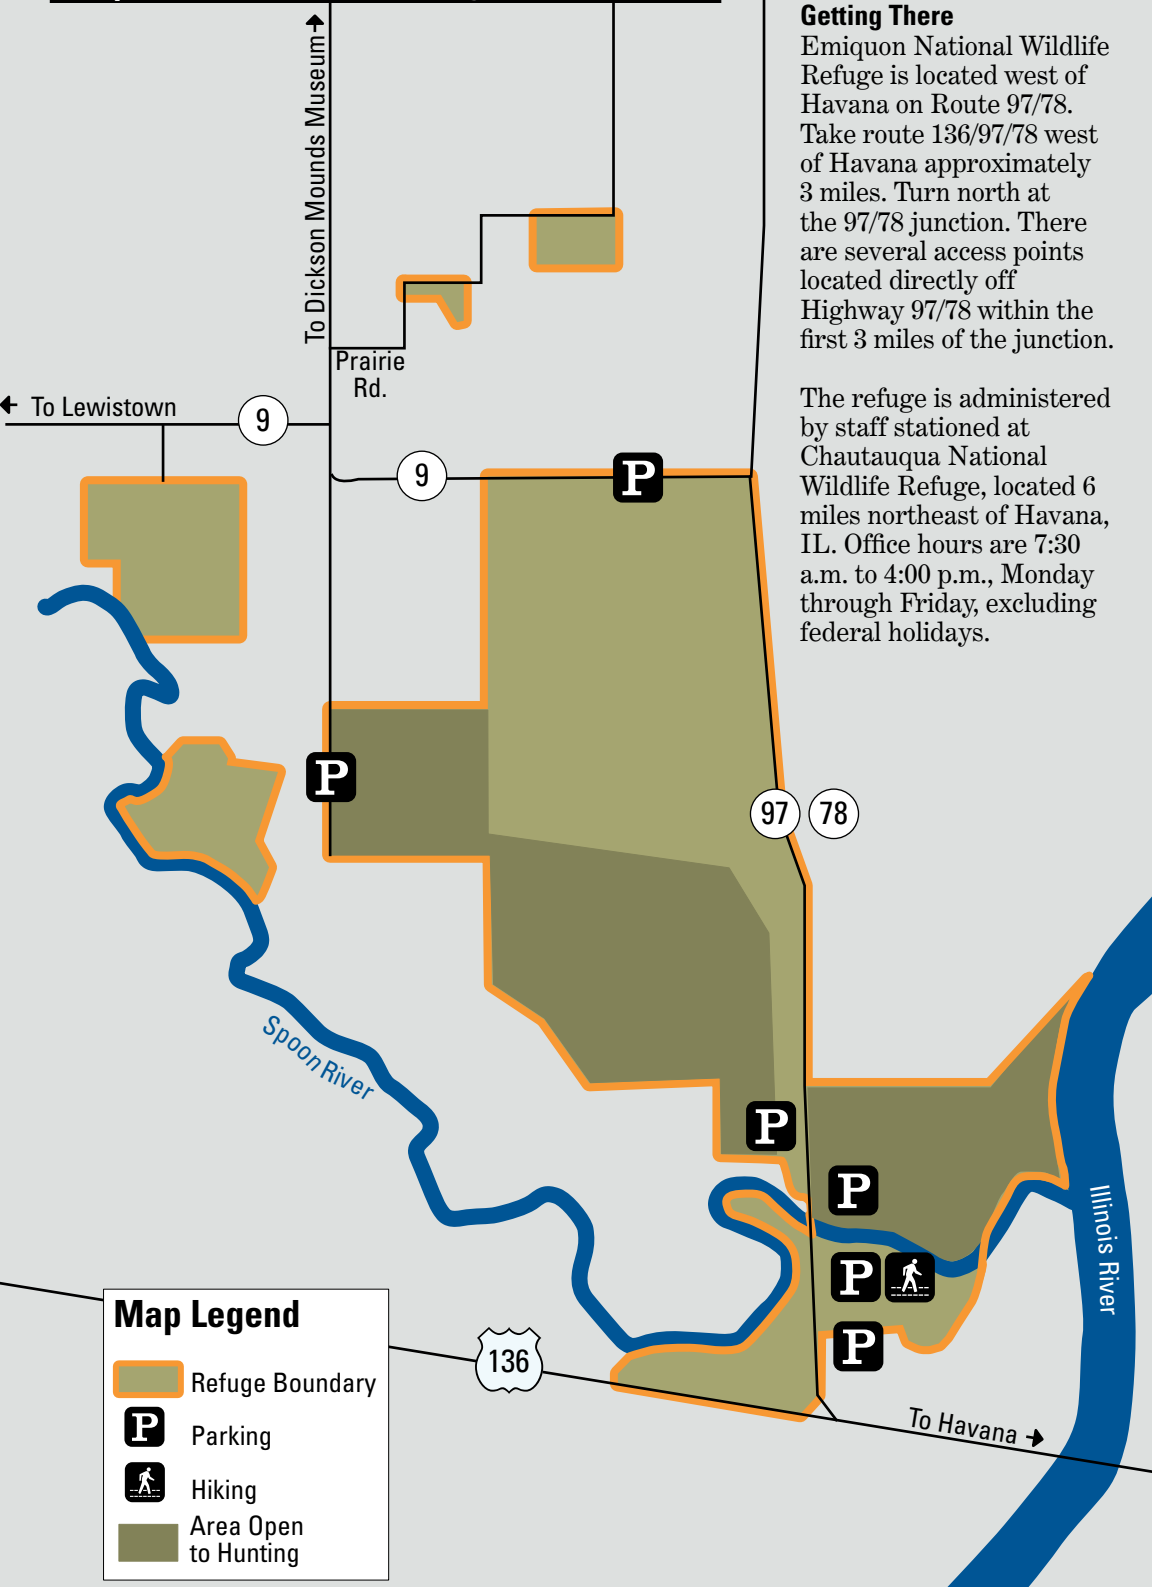 Getting There
Emiquon National Wildlife
Refuge is located west of
Havana on Route 97/78.
Take route 136/97/78 west
of Havana approximately
3 miles. Turn north at
the 97/78 junction. There
are several access points
located directly off
Highway 97/78 within the
first 3 miles of the junction.
The refuge is administered
by staff stationed at
Chautauqua National
Wildlife Refuge, located 6
miles northeast of Havana,
IL. Office hours are 7:30
a.m. to 4:00 p.m., Monday
through Friday, excluding
federal holidays.
To Dickson Mounds Museum
Prairie
Rd.
To Lewistown
9
9
P
P
97
78
Spoon River
P
P
P
P
Illinois River
136
To Havana
Map Legend
Refuge Boundary
P
Parking
Hiking
Area Open
to Hunting